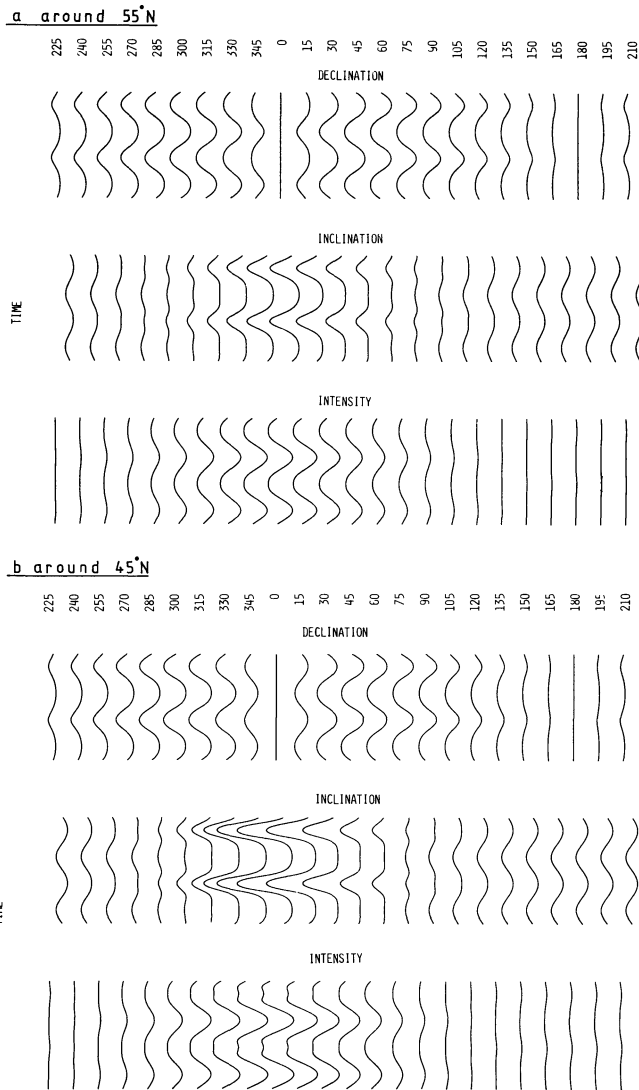 a around 55°N
225 240 255 270 285 300 315 330 345 0 15 30 45 60 75 90 105 120 135 150 165 180 195 210
DECLINATION
INCLINATION
TIME
INTENSITY
b around 45°N
225 240 255 270 285 300 315 330 345 0 15 30 45 60 75 90 105 120 135 150 165 180 195 210
DECLINATION
INCLINATION
INTENSITY